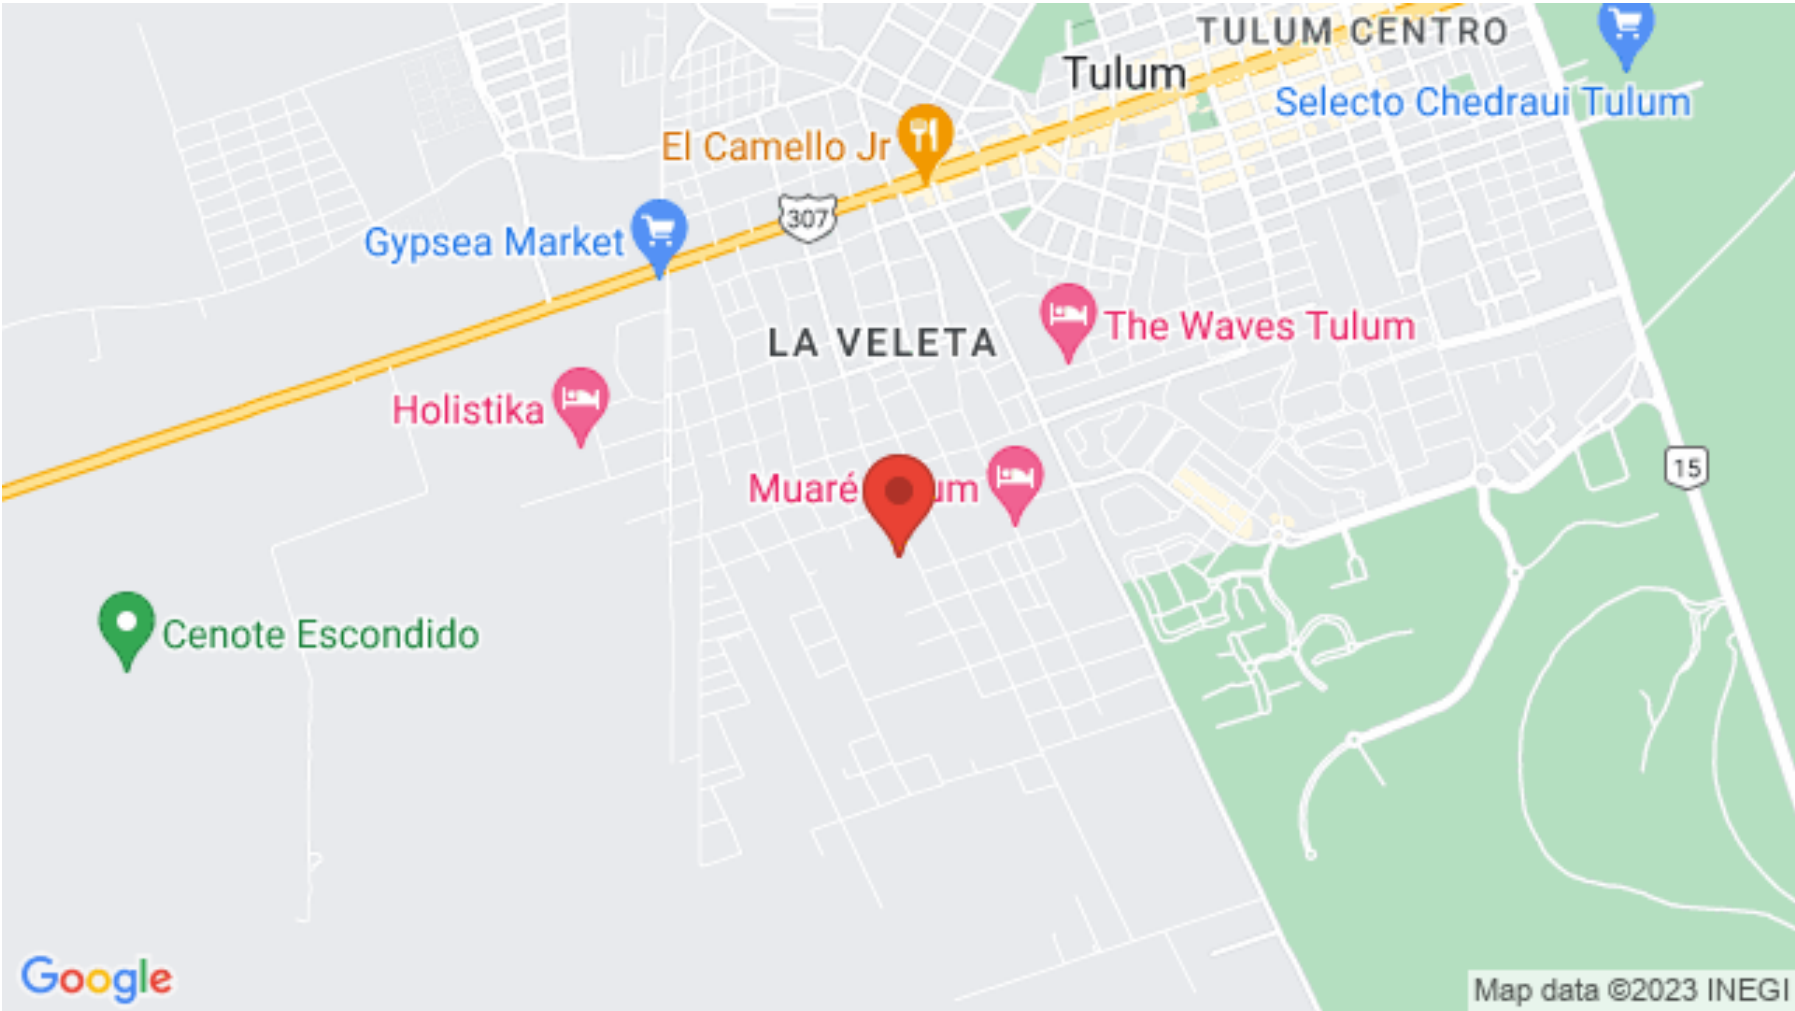 TULUM CENTRO
Tulum
Selecto Chedraui Tulum
El Camello Jr
307
Gypsea Market
LA VELETA
The Waves Tulum
Holistika
15
Muaré um
Cenote Escondido
Google
Map data ©2023 INEGI